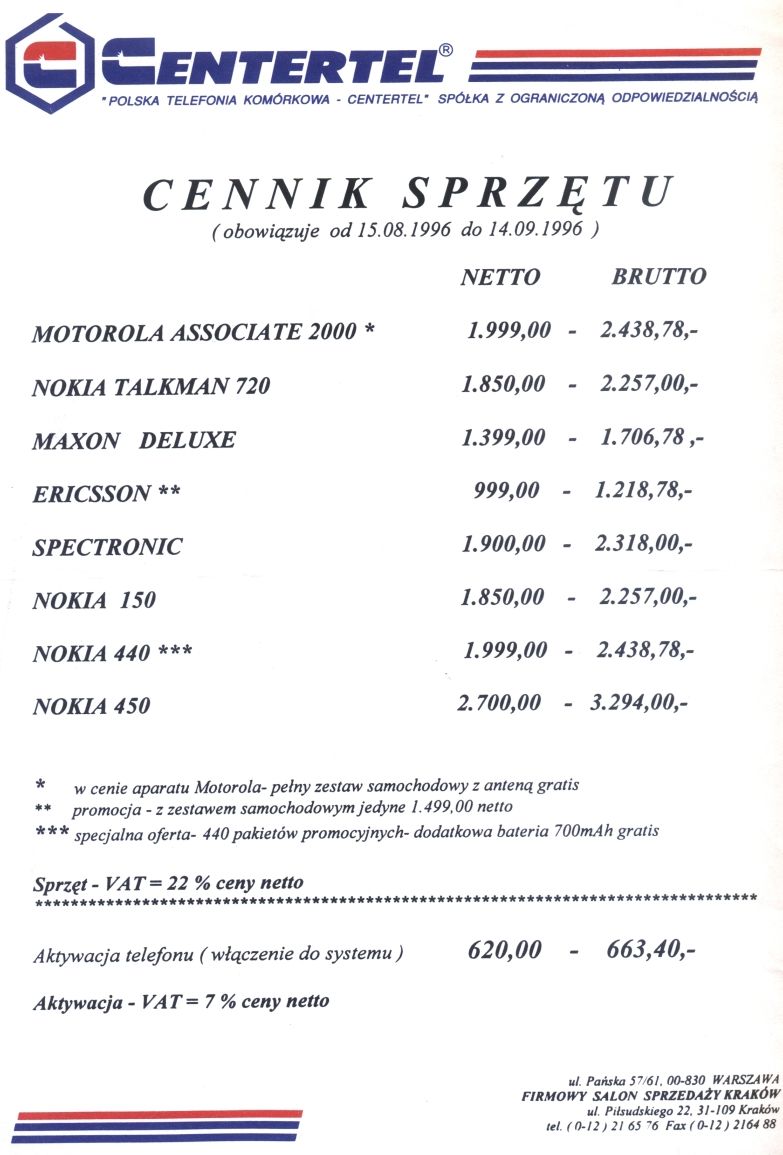 CENTERTEL®
"POLSKA TELEFONIA KOMÓRKOWA - CENTERTEL" SPÓŁKA Z OGRANICZONĄ ODPOWIEDZIALNOŚCIĄ
CENNIK SPRZĘTU
( obowiązuje od 15.08.1996 do 14.09.1996 )
NETTO BRUTTO
MOTOROLA ASSOCIATE 2000 * 1.999,00 - 2.438,78,-
NOKIA TALKMAN 720 1.850,00 - 2.257,00,-
MAXON DELUXE 1.399,00 - 1.706,78 ,-
ERICSSON ** 999,00 - 1.218,78,-
SPECTRONIC 1.900,00 - 2.318,00,-
NOKIA 150 1.850,00 - 2.257,00,-
NOKIA 440 *** 1.999,00 - 2.438,78,-
NOKIA 450 2.700,00 - 3.294,00,-
* w cenie aparatu Motorola- pełny zestaw samochodowy z anteną gratis
** promocja - z zestawem samochodowym jedyne 1.499,00 netto
*** specjalna oferta- 440 pakietów promocyjnych- dodatkowa bateria 700mAh gratis
Sprzęt - VAT = 22 % ceny netto
Aktywacja telefonu ( włączenie do systemu ) 620,00 - 663,40,-
Aktywacja - VAT = 7 % ceny netto
ul. Pańska 57/61, 00-830 WARSZAWA
FIRMOWY SALON SPRZEDAŻY KRAKÓW
ul. Piłsudskiego 22, 31-109 Kraków
tel. ( 0-12 ) 21 65 76 Fax ( 0-12 ) 2164 88